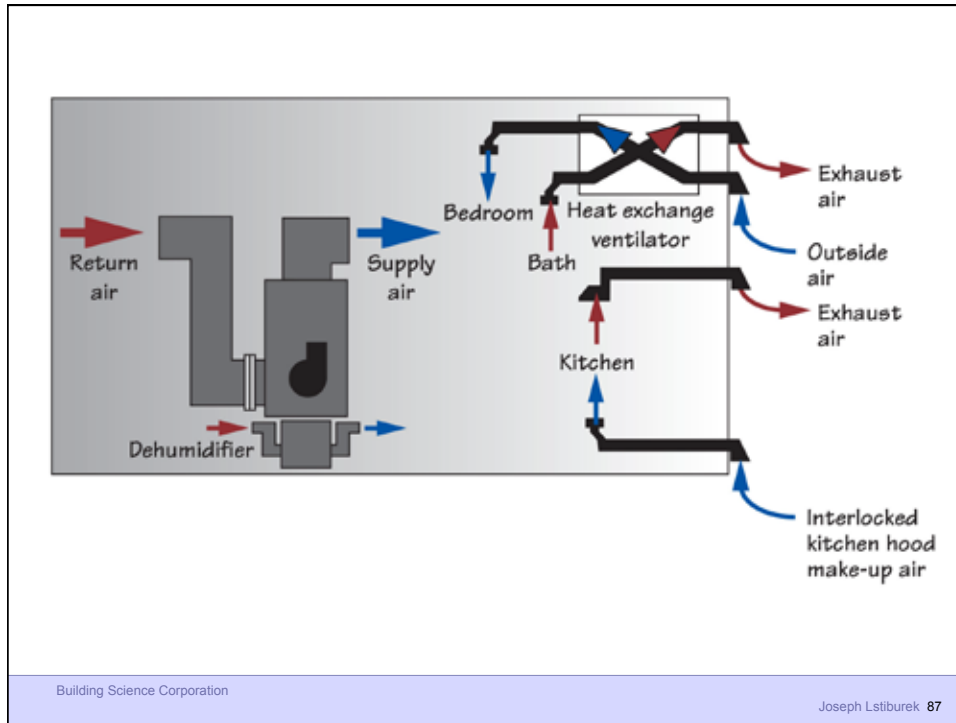 Return
air
Supply
air
Dehumidifier
Bedroom
Heat exchange
ventilator
Bath
Exhaust
air
Outside
air
Exhaust
air
Kitchen
Interlocked
kitchen hood
make-up air
Building Science Corporation
Joseph Lstiburek 87